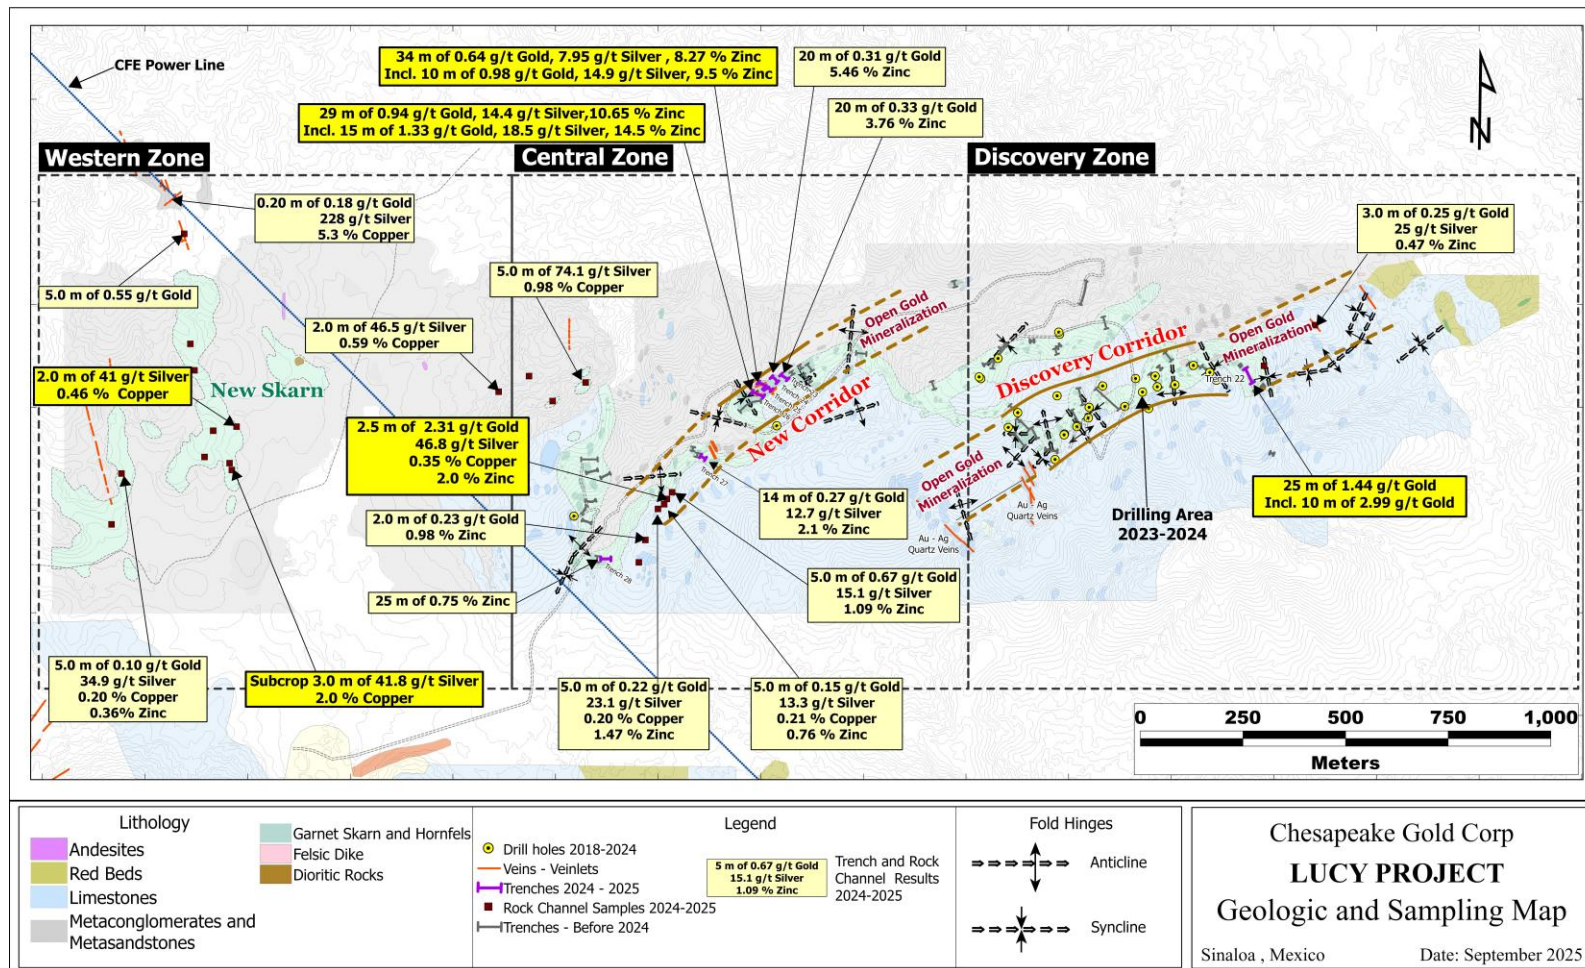 CFE Power Line
34 m of 0.64 g/t Gold, 7.95 g/t Silver , 8.27 % Zinc
Incl. 10 m of 0.98 g/t Gold, 14.9 g/t Silver, 9.5 % Zinc
20 m of 0.31 g/t Gold
5.46 % Zinc
29 m of 0.94 g/t Gold, 14.4 g/t Silver,10.65 % Zinc
Incl. 15 m of 1.33 g/t Gold, 18.5 g/t Silver, 14.5 % Zinc
20 m of 0.33 g/t Gold
3.76 % Zinc
N
Western Zone
Central Zone
Discovery Zone
0.20 m of 0.18 g/t Gold
228 g/t Silver
5.3 % Copper
3.0 m of 0.25 g/t Gold
25 g/t Silver
0.47 % Zinc
5.0 m of 0.55 g/t Gold
5.0 m of 74.1 g/t Silver
0.98 % Copper
2.0 m of 46.5 g/t Silver
0.59 % Copper
Open Gold
Mineralization
Open Gold
Mineralization
Discovery Corridor
2.0 m of 41 g/t Silver
0.46 % Copper
New Skarn
Trench 22
New Corridor
2.5 m of 2.31 g/t Gold
46.8 g/t Silver
0.35 % Copper
2.0 % Zinc
Trench 27
Open Gold
Mineralization
14 m of 0.27 g/t Gold
12.7 g/t Silver
2.1 % Zinc
25 m of 1.44 g/t Gold
Incl. 10 m of 2.99 g/t Gold
Au - Ag
Quartz Veins
Drilling Area
2023-2024
2.0 m of 0.23 g/t Gold
0.98 % Zinc
Au - Ag
Quartz Veins
Trench 28
5.0 m of 0.67 g/t Gold
15.1 g/t Silver
1.09 % Zinc
25 m of 0.75 % Zinc
5.0 m of 0.10 g/t Gold
34.9 g/t Silver
0.20 % Copper
0.36% Zinc
Subcrop 3.0 m of 41.8 g/t Silver
2.0 % Copper
5.0 m of 0.22 g/t Gold
23.1 g/t Silver
0.20 % Copper
1.47 % Zinc
5.0 m of 0.15 g/t Gold
13.3 g/t Silver
0.21 % Copper
0.76 % Zinc
0 250 500 750 1,000
Meters
Lithology
Andesites
Red Beds
Limestones
Metaconglomerates and
Metasandstones
Garnet Skarn and Hornfels
Felsic Dike
Dioritic Rocks
Legend
Drill holes 2018-2024
Veins - Veinlets
Trenches 2024 - 2025
Rock Channel Samples 2024-2025
Trenches - Before 2024
5 m of 0.67 g/t Gold
15.1 g/t Silver
1.09 % Zinc
Trench and Rock
Channel Results
2024-2025
Fold Hinges
Anticline
Syncline
Chesapeake Gold Corp
LUCY PROJECT
Geologic and Sampling Map
Sinaloa , Mexico Date: September 2025